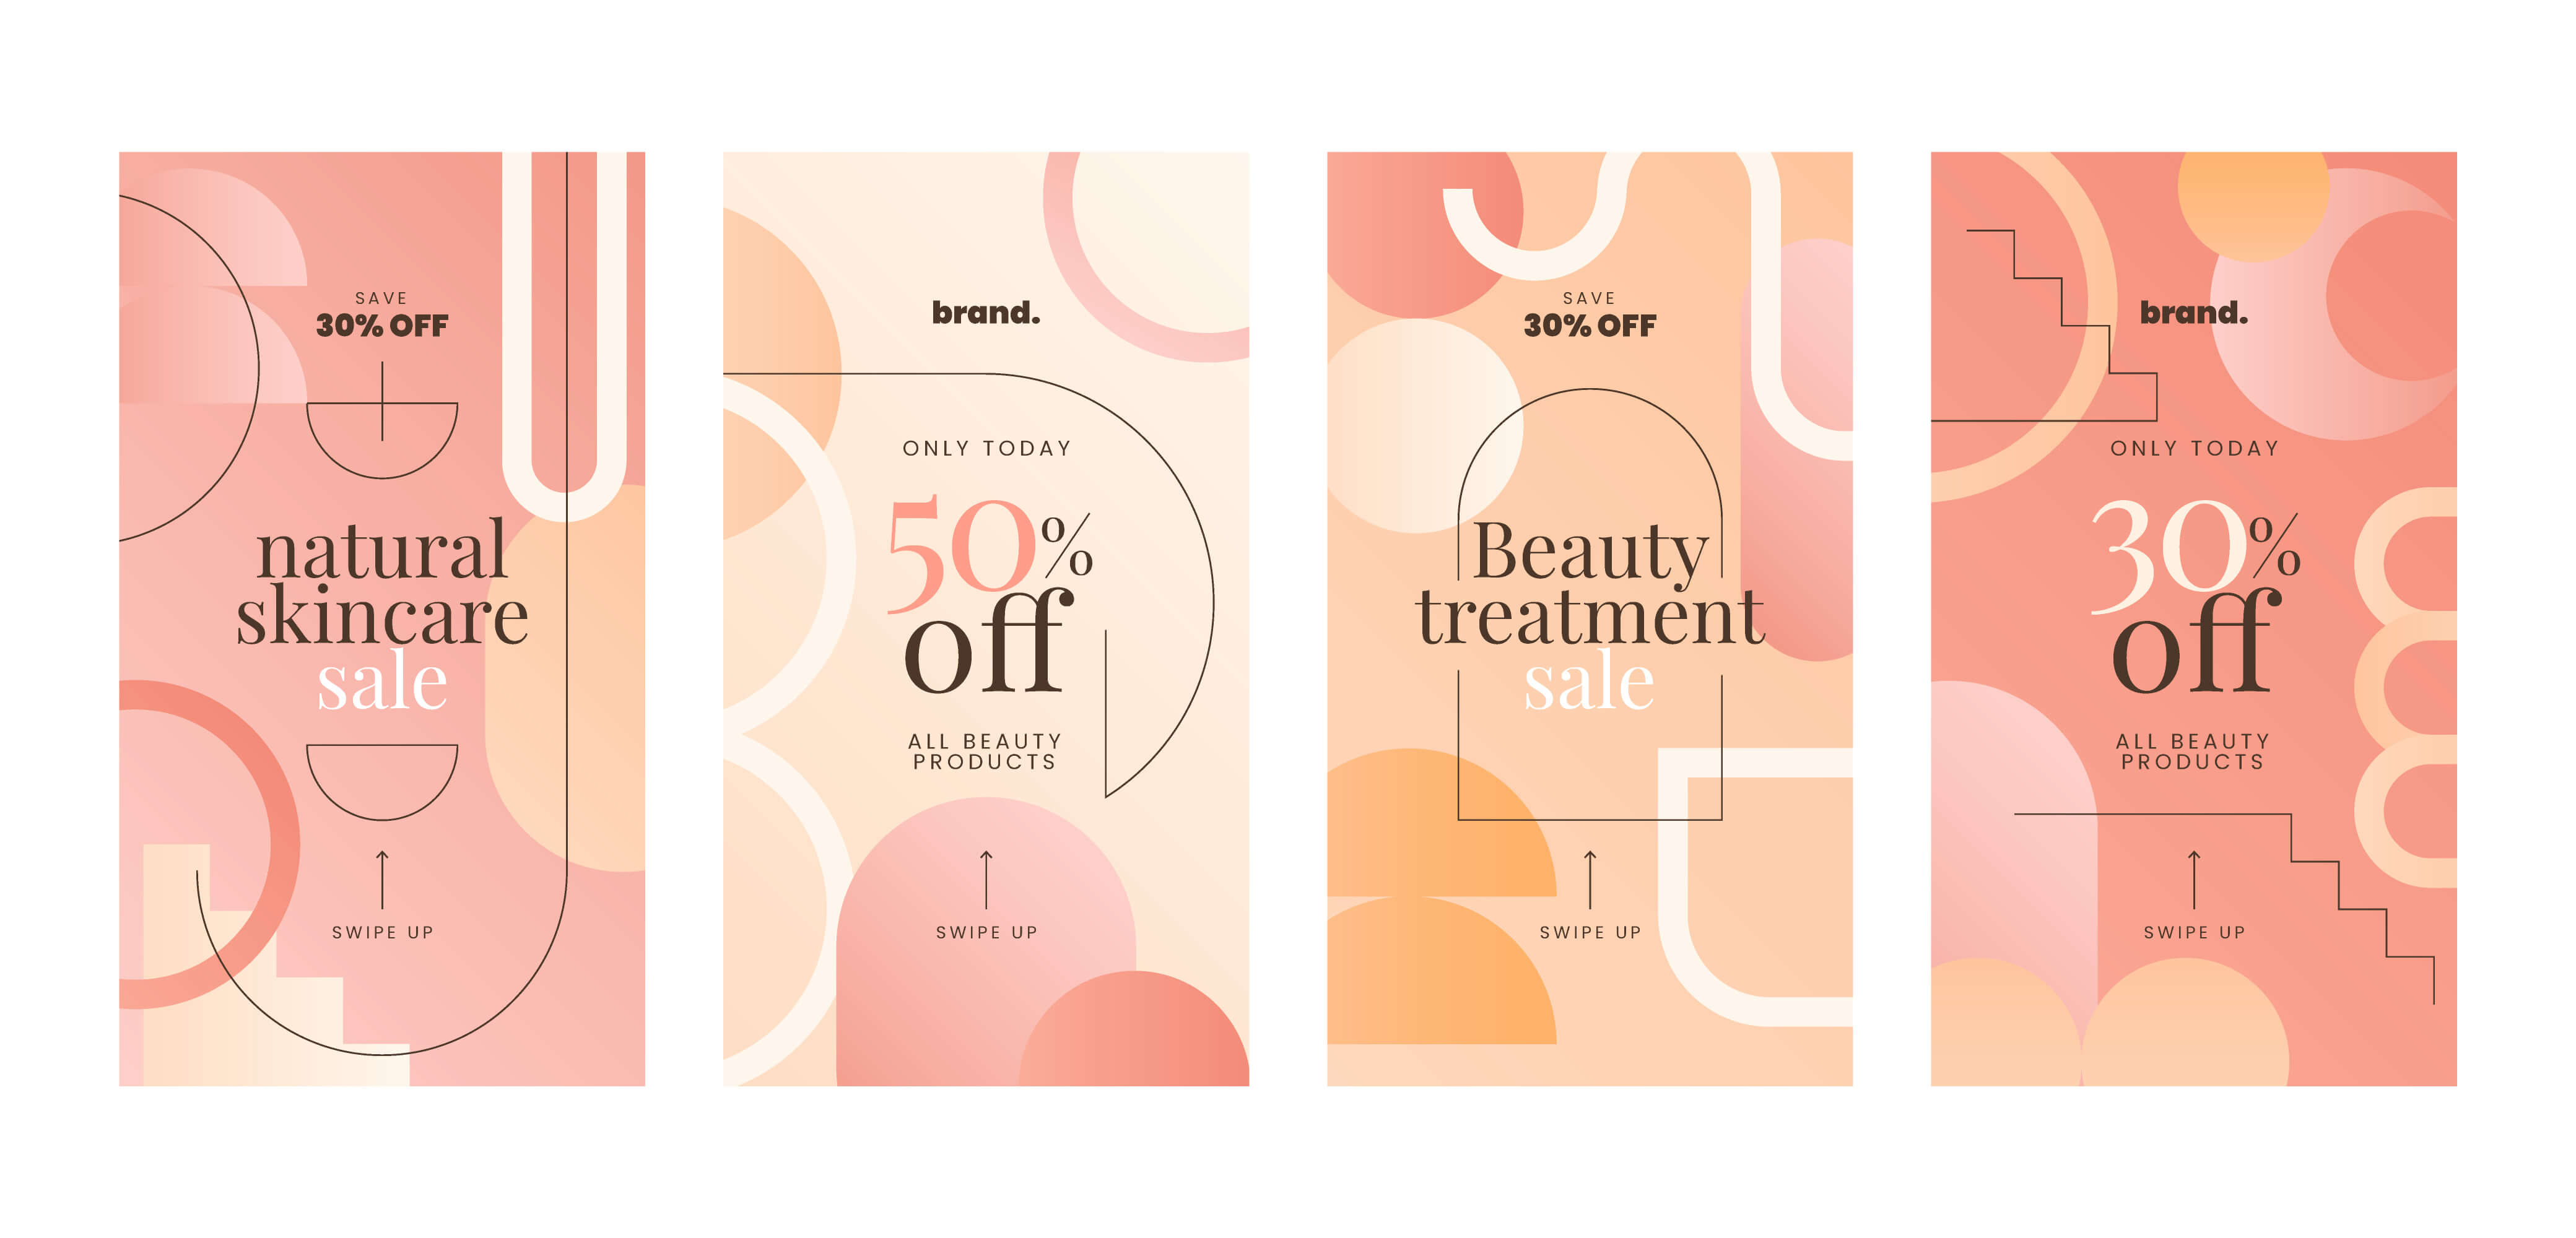 SAVE
30% OFF
natural
skincare
sale
SWIPE UP
brand.
ONLY TODAY
50%
off
ALL BEAUTY
PRODUCTS
SWIPE UP
SAVE
30% OFF
Beauty
treatment
sale
SWIPE UP
brand.
ONLY TODAY
30%
off
ALL BEAUTY
PRODUCTS
SWIPE UP